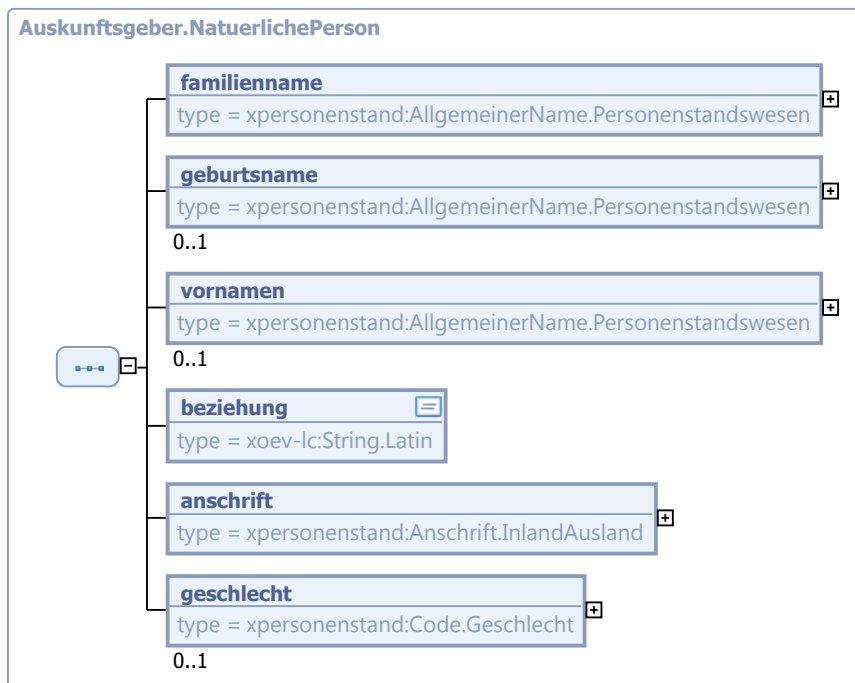 Auskunftsgeber.NatuerlichePerson
familienname
type = xpersonenstand:AllgemeinerName.Personenstandswesen
geburtsname
type = xpersonenstand:AllgemeinerName.Personenstandswesen
0..1
vornamen
type = xpersonenstand:AllgemeinerName.Personenstandswesen
0..1
beziehung
type = xoev-lc:String.Latin
anschrift
type = xpersonenstand:Anschrift.InlandAusland
geschlecht
type = xpersonenstand:Code.Geschlecht
0..1